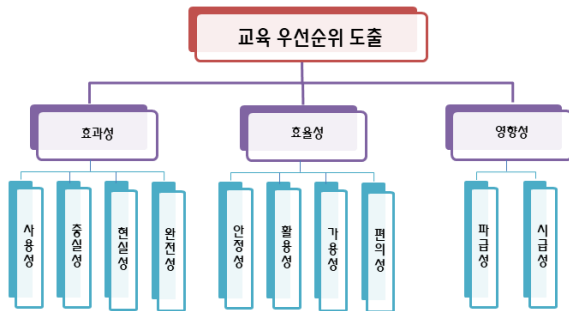 교육 우선순위 도출
효과성
효율성
영향성
사용성
충실성
현실성
완전성
안정성
활용성
가용성
편의성
파급성
시급성